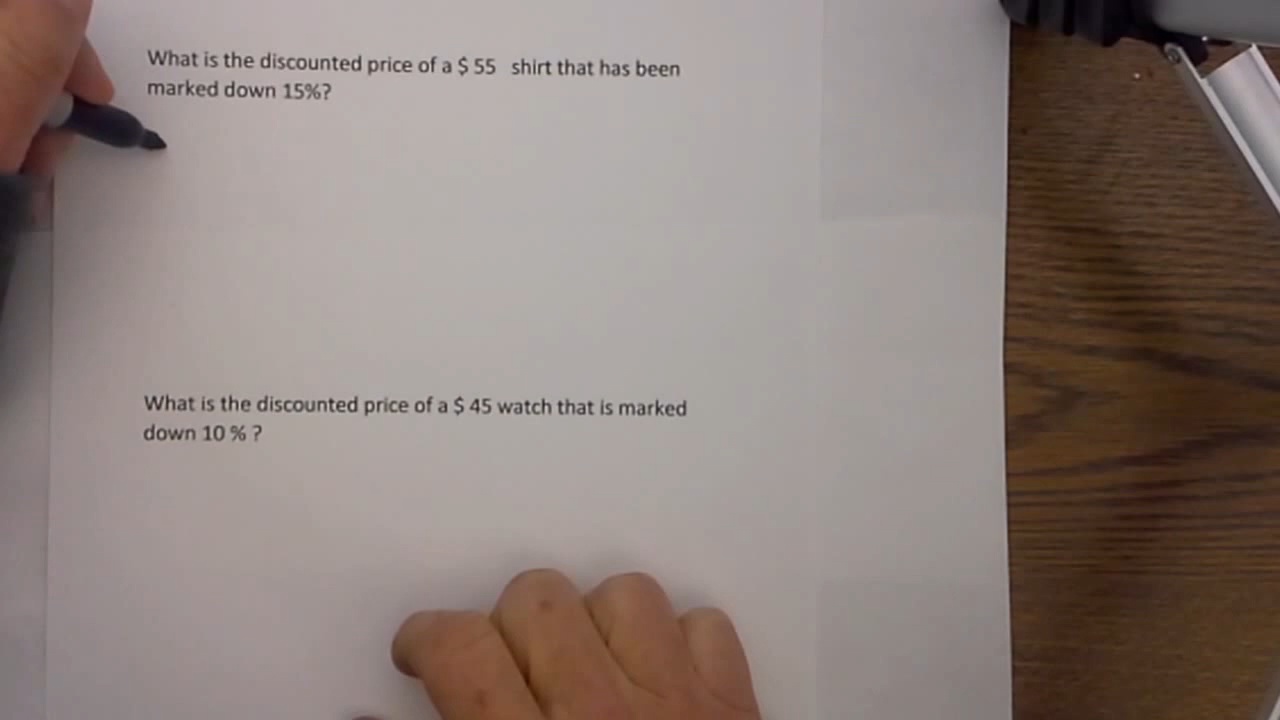 What is the discounted price of a $ 55 shirt that has been
marked down 15%?
What is the discounted price of a $ 45 watch that is marked
down 10 % ?